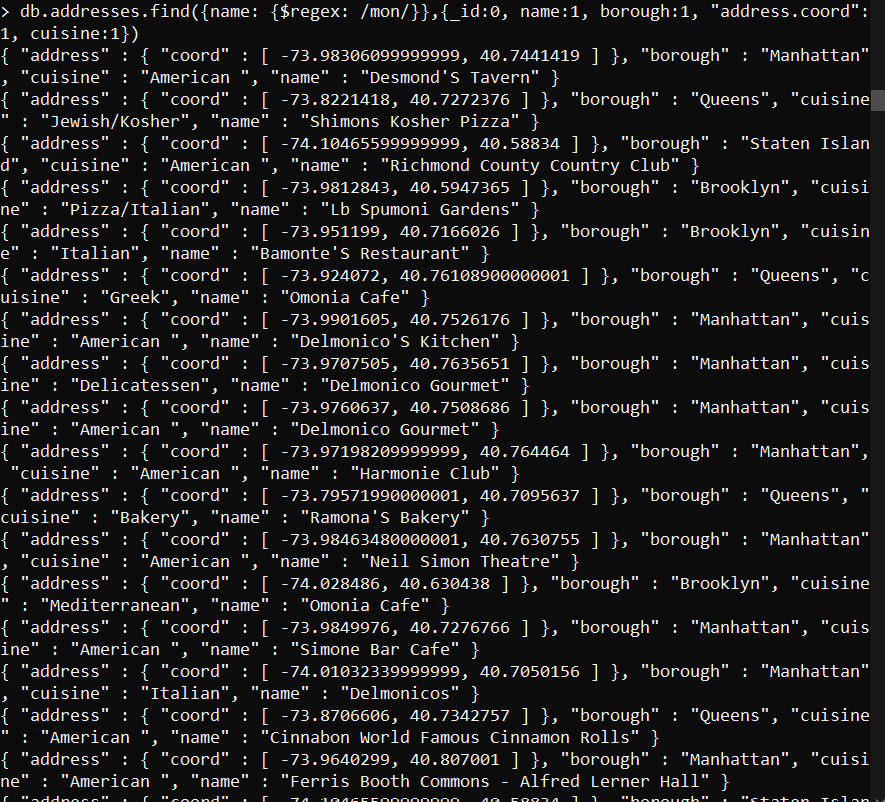 > db.addresses.find({name: {$regex: /mon/}},{_id:0, name:1, borough:1, "address.coord":
1, cuisine:1})
{ "address" : { "coord" : [ -73.98306099999999, 40.7441419 ] }, "borough" : "Manhattan"
, "cuisine" : "American ", "name" : "Desmond'S Tavern" }
{ "address" : { "coord" : [ -73.8221418, 40.7272376 ] }, "borough" : "Queens", "cuisine
" : "Jewish/Kosher", "name" : "Shimons Kosher Pizza" }
{ "address" : { "coord" : [ -74.10465599999999, 40.58834 ] }, "borough" : "Staten Islan
d", "cuisine" : "American ", "name" : "Richmond County Country Club" }
{ "address" : { "coord" : [ -73.9812843, 40.5947365 ] }, "borough" : "Brooklyn", "cuisi
ne" : "Pizza/Italian", "name" : "Lb Spumoni Gardens" }
{ "address" : { "coord" : [ -73.951199, 40.7166026 ] }, "borough" : "Brooklyn", "cuisin
e" : "Italian", "name" : "Bamonte'S Restaurant" }
{ "address" : { "coord" : [ -73.924072, 40.76108900000001 ] }, "borough" : "Queens", "c
uisine" : "Greek", "name" : "Omonia Cafe" }
{ "address" : { "coord" : [ -73.9901605, 40.7526176 ] }, "borough" : "Manhattan", "cuis
ine" : "American ", "name" : "Delmonico'S Kitchen" }
{ "address" : { "coord" : [ -73.9707505, 40.7635651 ] }, "borough" : "Manhattan", "cuis
ine" : "Delicatessen", "name" : "Delmonico Gourmet" }
{ "address" : { "coord" : [ -73.9760637, 40.7508686 ] }, "borough" : "Manhattan", "cuis
ine" : "American ", "name" : "Delmonico Gourmet" }
{ "address" : { "coord" : [ -73.97198209999999, 40.764464 ] }, "borough" : "Manhattan",
 "cuisine" : "American ", "name" : "Harmonie Club" }
{ "address" : { "coord" : [ -73.79571990000001, 40.7095637 ] }, "borough" : "Queens", "
cuisine" : "Bakery", "name" : "Ramona'S Bakery" }
{ "address" : { "coord" : [ -73.98463480000001, 40.7630755 ] }, "borough" : "Manhattan"
, "cuisine" : "American ", "name" : "Neil Simon Theatre" }
{ "address" : { "coord" : [ -74.028486, 40.630438 ] }, "borough" : "Brooklyn", "cuisine
" : "Mediterranean", "name" : "Omonia Cafe" }
{ "address" : { "coord" : [ -73.9849976, 40.7276766 ] }, "borough" : "Manhattan", "cuis
ine" : "American ", "name" : "Simone Bar Cafe" }
{ "address" : { "coord" : [ -74.01032339999999, 40.7050156 ] }, "borough" : "Manhattan"
, "cuisine" : "Italian", "name" : "Delmonicos" }
{ "address" : { "coord" : [ -73.8706606, 40.7342757 ] }, "borough" : "Queens", "cuisine
" : "American ", "name" : "Cinnabon World Famous Cinnamon Rolls" }
{ "address" : { "coord" : [ -73.9640299, 40.807001 ] }, "borough" : "Manhattan", "cuisi
ne" : "American ", "name" : "Ferris Booth Commons - Alfred Lerner Hall" }
{ "address" : { "coord" : [ -74.10465599999999, 40.58834 ] }, "borough" : "Staten Islan